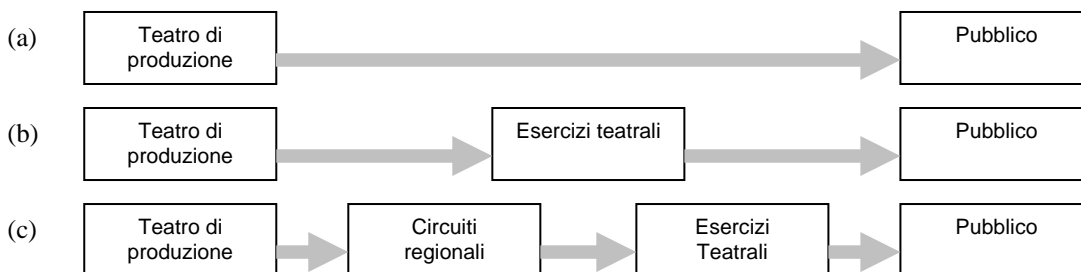 (a)
Teatro di
produzione
Pubblico
(b)
Teatro di
produzione
Esercizi teatrali
Pubblico
(c)
Teatro di
produzione
Circuiti
regionali
Esercizi
Teatrali
Pubblico